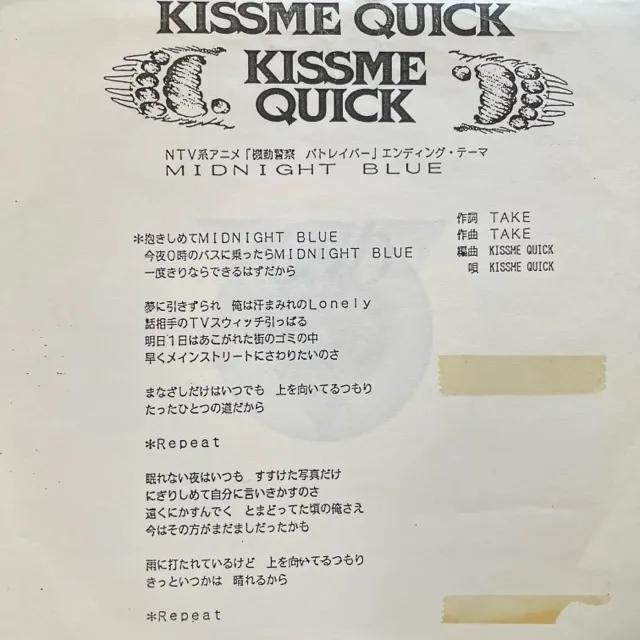 KISSME QUICK
KISSME
QUICK
NTV系アニメ「機動警察 パトレイバー」エンディング・テーマ
MIDNIGHT BLUE
作詞 TAKE
作曲 TAKE
編曲 KISSME QUICK
唄 KISSME QUICK
*抱きしめてMIDNIGHT BLUE
今夜0時のバスに乗ったらMIDNIGHT BLUE
一度きりならできるはずだから
夢に引きずられ 俺は汗まみれのLonely
話相手のTVスウィッチ引っぱる
明日1日はあこがれた街のゴミの中
早くメインストリートにさわりたいのさ
まなざしだけはいつでも 上を向いてるつもり
たったひとつの道だから
*Repeat
眠れない夜はいつも すすけた写真だけ
にぎりしめて自分に言いきかすのさ
遠くにかすんでく とまどってた頃の俺さえ
今はその方がまだましだったかも
雨に打たれているけど 上を向いてるつもり
きっといつかは 晴れるから
*Repeat